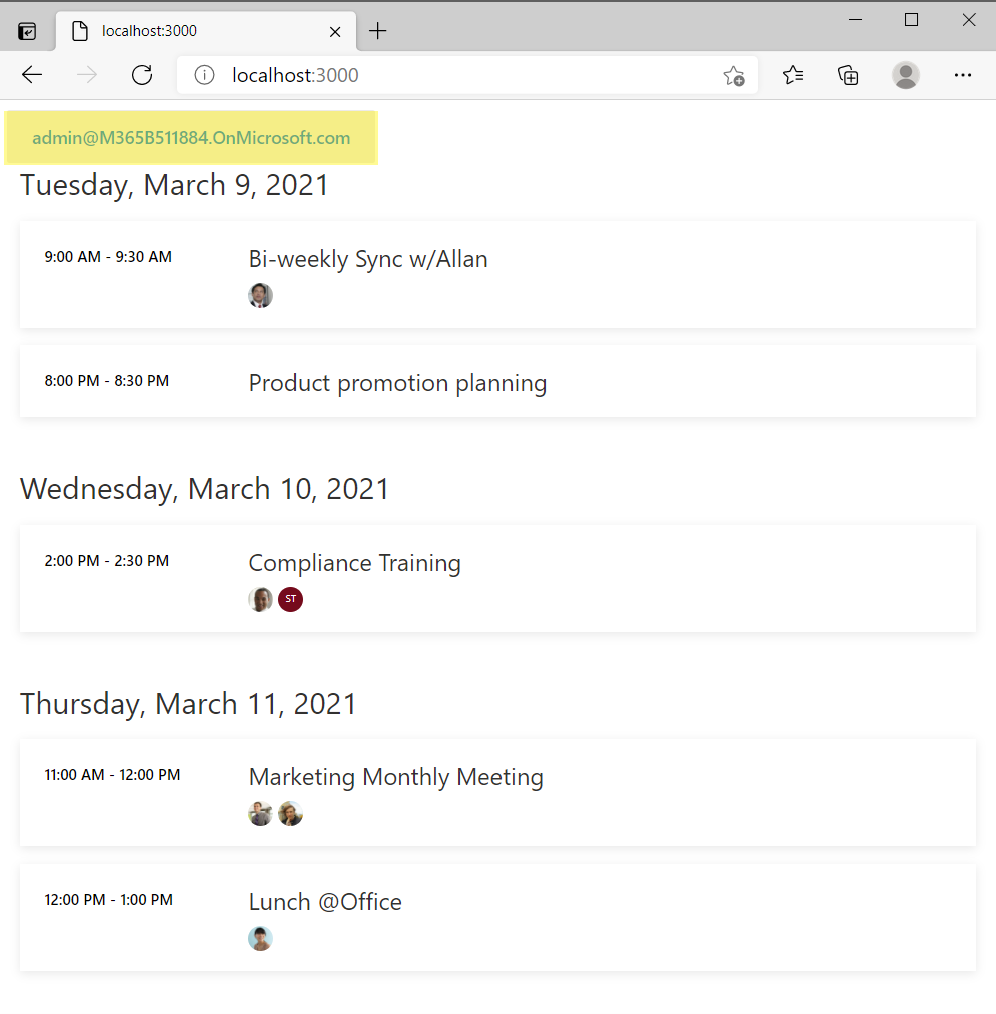 localhost:3000
localhost:3000
admin@M365B511884.OnMicrosoft.com
Tuesday, March 9, 2021
9:00 AM - 9:30 AM
Bi-weekly Sync w/Allan
8:00 PM - 8:30 PM
Product promotion planning
Wednesday, March 10, 2021
2:00 PM - 2:30 PM
Compliance Training
ST
Thursday, March 11, 2021
11:00 AM - 12:00 PM
Marketing Monthly Meeting
12:00 PM - 1:00 PM
Lunch @Office